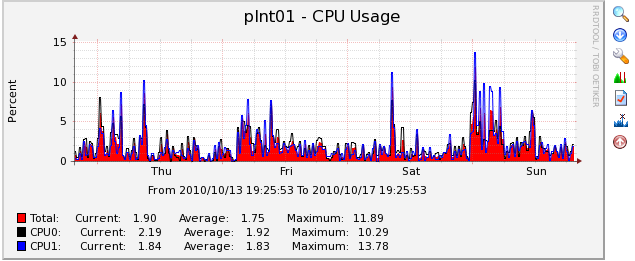 pInt01 - CPU Usage
RRDTOOL / TOBI OETIKER
Percent
15
10
5
0
Thu Fri Sat Sun
From 2010/10/13 19:25:53 To 2010/10/17 19:25:53
Total: Current: 1.90 Average: 1.75 Maximum: 11.89
CPU0: Current: 2.19 Average: 1.92 Maximum: 10.29
CPU1: Current: 1.84 Average: 1.83 Maximum: 13.78